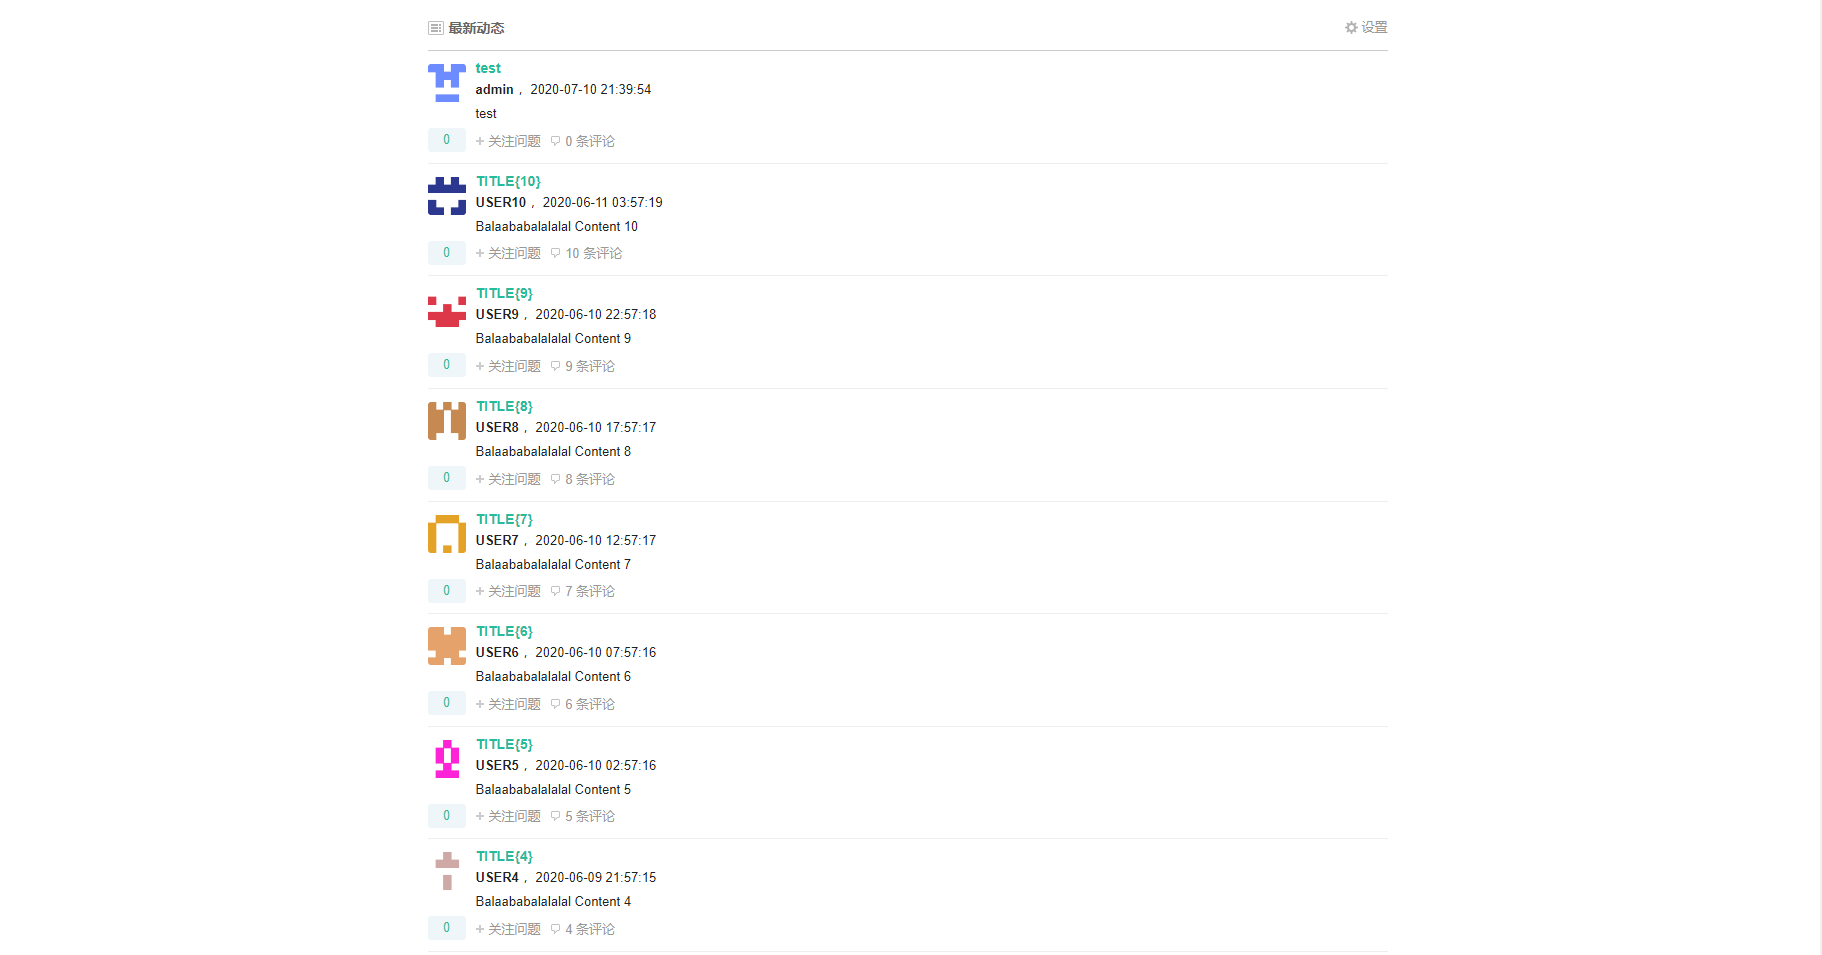 最新动态 设置
test
admin， 2020-07-10 21:39:54
test
0 + 关注问题 0 条评论
TITLE{10}
USER10， 2020-06-11 03:57:19
Balaababalalalal Content 10
0 + 关注问题 10 条评论
TITLE{9}
USER9， 2020-06-10 22:57:18
Balaababalalalal Content 9
0 + 关注问题 9 条评论
TITLE{8}
USER8， 2020-06-10 17:57:17
Balaababalalalal Content 8
0 + 关注问题 8 条评论
TITLE{7}
USER7， 2020-06-10 12:57:17
Balaababalalalal Content 7
0 + 关注问题 7 条评论
TITLE{6}
USER6， 2020-06-10 07:57:16
Balaababalalalal Content 6
0 + 关注问题 6 条评论
TITLE{5}
USER5， 2020-06-10 02:57:16
Balaababalalalal Content 5
0 + 关注问题 5 条评论
TITLE{4}
USER4， 2020-06-09 21:57:15
Balaababalalalal Content 4
0 + 关注问题 4 条评论